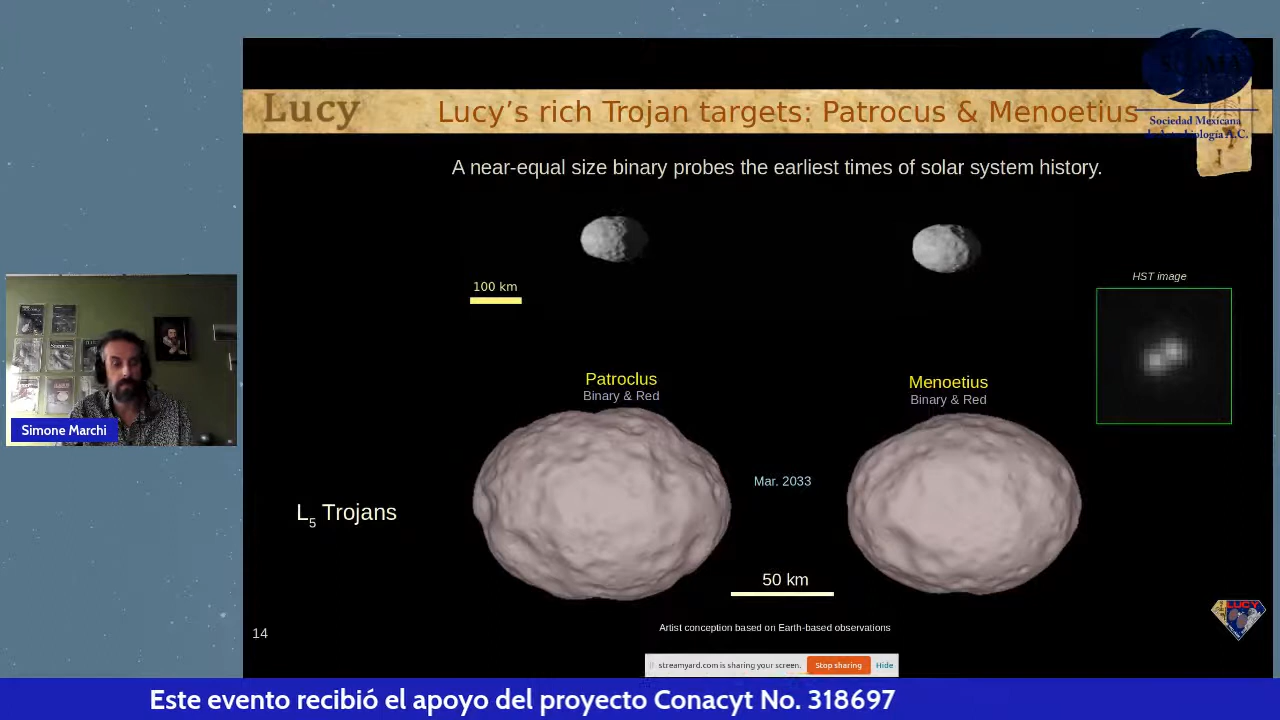 Lucy
Lucy’s rich Trojan targets: Patrocus & Menoetius
Sociedad Mexicana
de Astrobiología A.C.
A near-equal size binary probes the earliest times of solar system history.
100 km
HST image
Patroclus
Binary & Red
Menoetius
Binary & Red
Mar. 2033
L5 Trojans
50 km
Artist conception based on Earth-based observations
LUCY
14
Simone Marchi
streamyard.com is sharing your screen.
Stop sharing
Hide
Este evento recibió el apoyo del proyecto Conacyt No. 318697